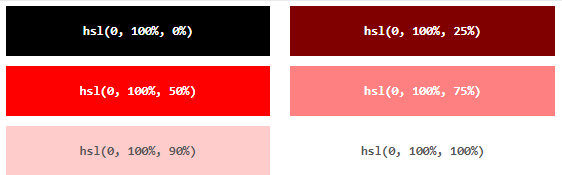 hsl(0, 100%, 0%)
hsl(0, 100%, 25%)
hsl(0, 100%, 50%)
hsl(0, 100%, 75%)
hsl(0, 100%, 90%)
hsl(0, 100%, 100%)